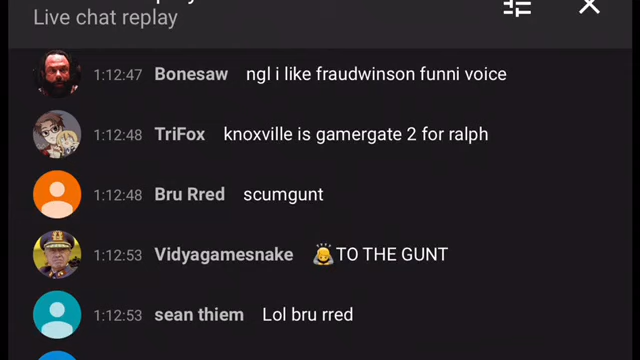 Live chat replay
1:12:47 Bonesaw ngl i like fraudwinson funni voice
1:12:48 TriFox knoxville is gamergate 2 for ralph
1:12:48 Bru Rred scumgunt
1:12:53 Vidyagamesnake 🙇TO THE GUNT
1:12:53 sean thiem Lol bru rred